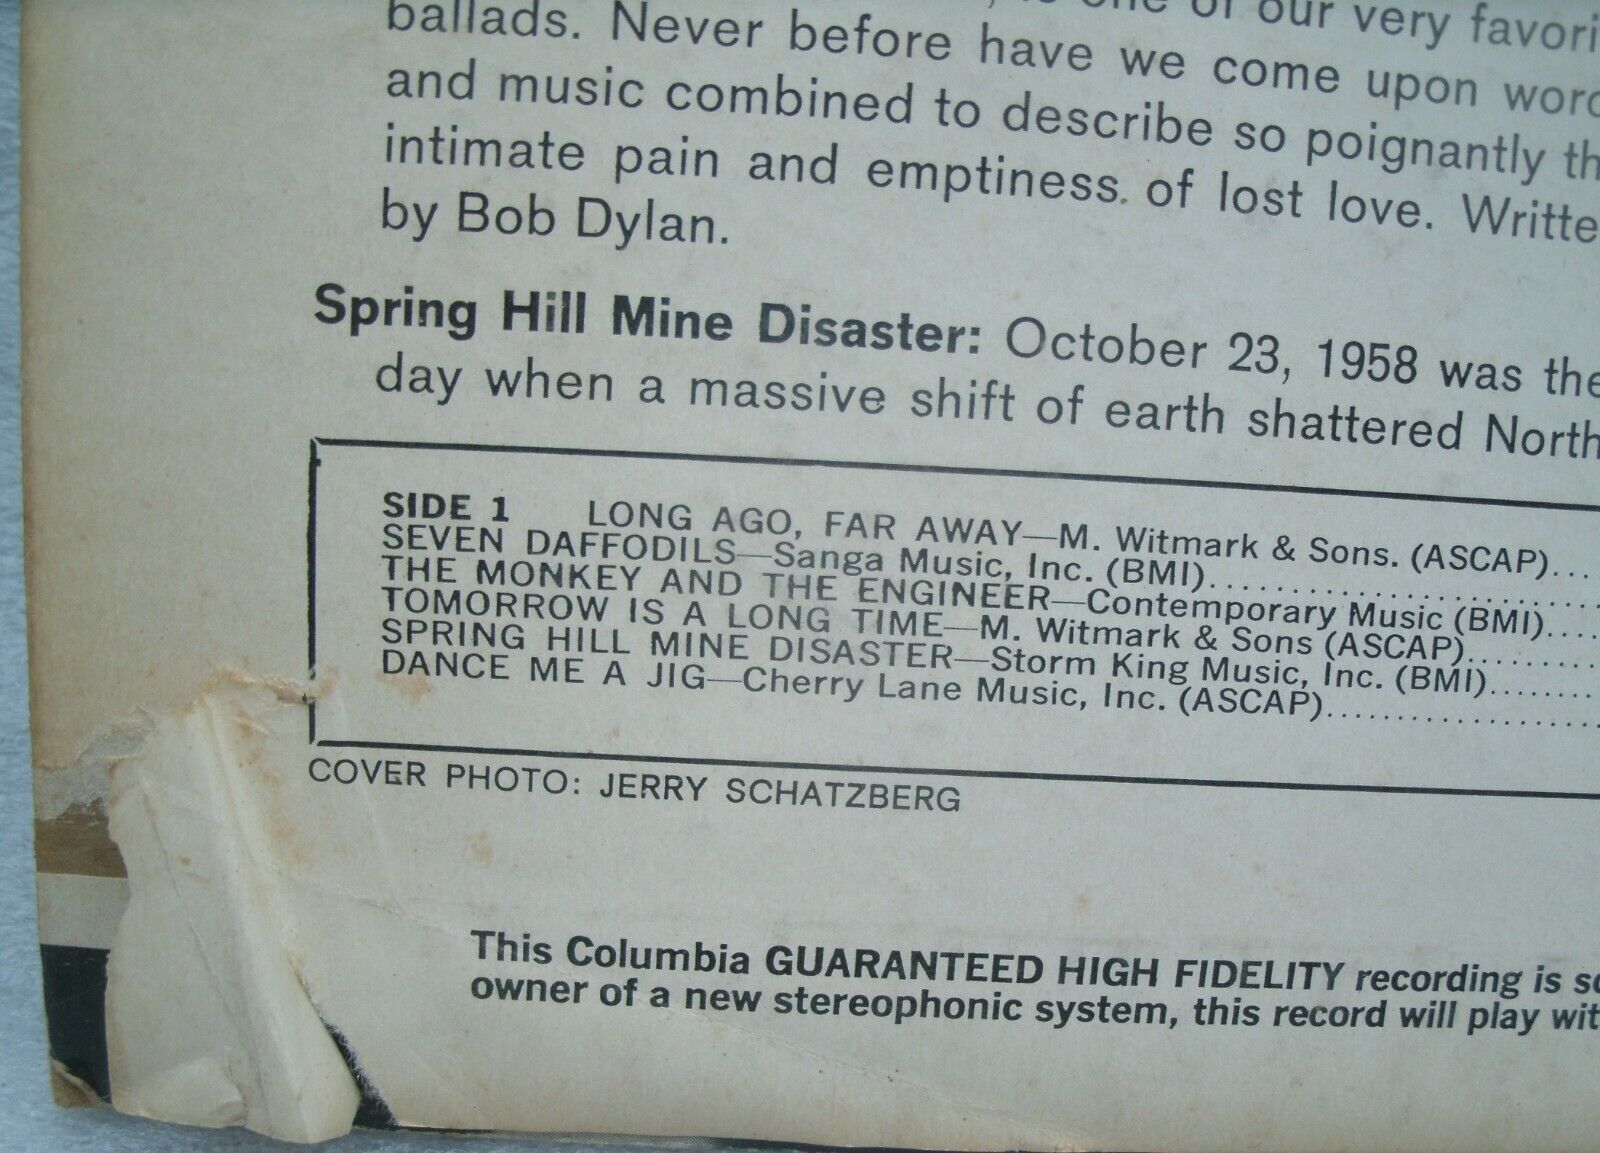 of our very
ballads. Never before have we come upon
and music combined to describe so poignantly
intimate pain and emptiness. of lost love.
by Bob Dylan.
Spring Hill Mine Disaster: October 23, 1958 was the
day when a massive shift of earth shattered North
SIDE 1 LONG AGO, FAR AWAY—M. Witmark & Sons. (ASCAP)...
SEVEN DAFFODILS—Sanga Music, Inc. (BMI)...........................
THE MONKEY AND THE ENGINEER—Contemporary Music (BMI)....
TOMORROW IS A LONG TIME—M. Witmark & Sons (ASCAP)..........
SPRING HILL MINE DISASTER—Storm King Music, Inc. (BMI)........
DANCE ME A JIG—Cherry Lane Music, Inc. (ASCAP)....................
COVER PHOTO: JERRY SCHATZBERG
This Columbia GUARANTEED HIGH FIDELITY recording is
owner of a new stereophonic system, this record will play